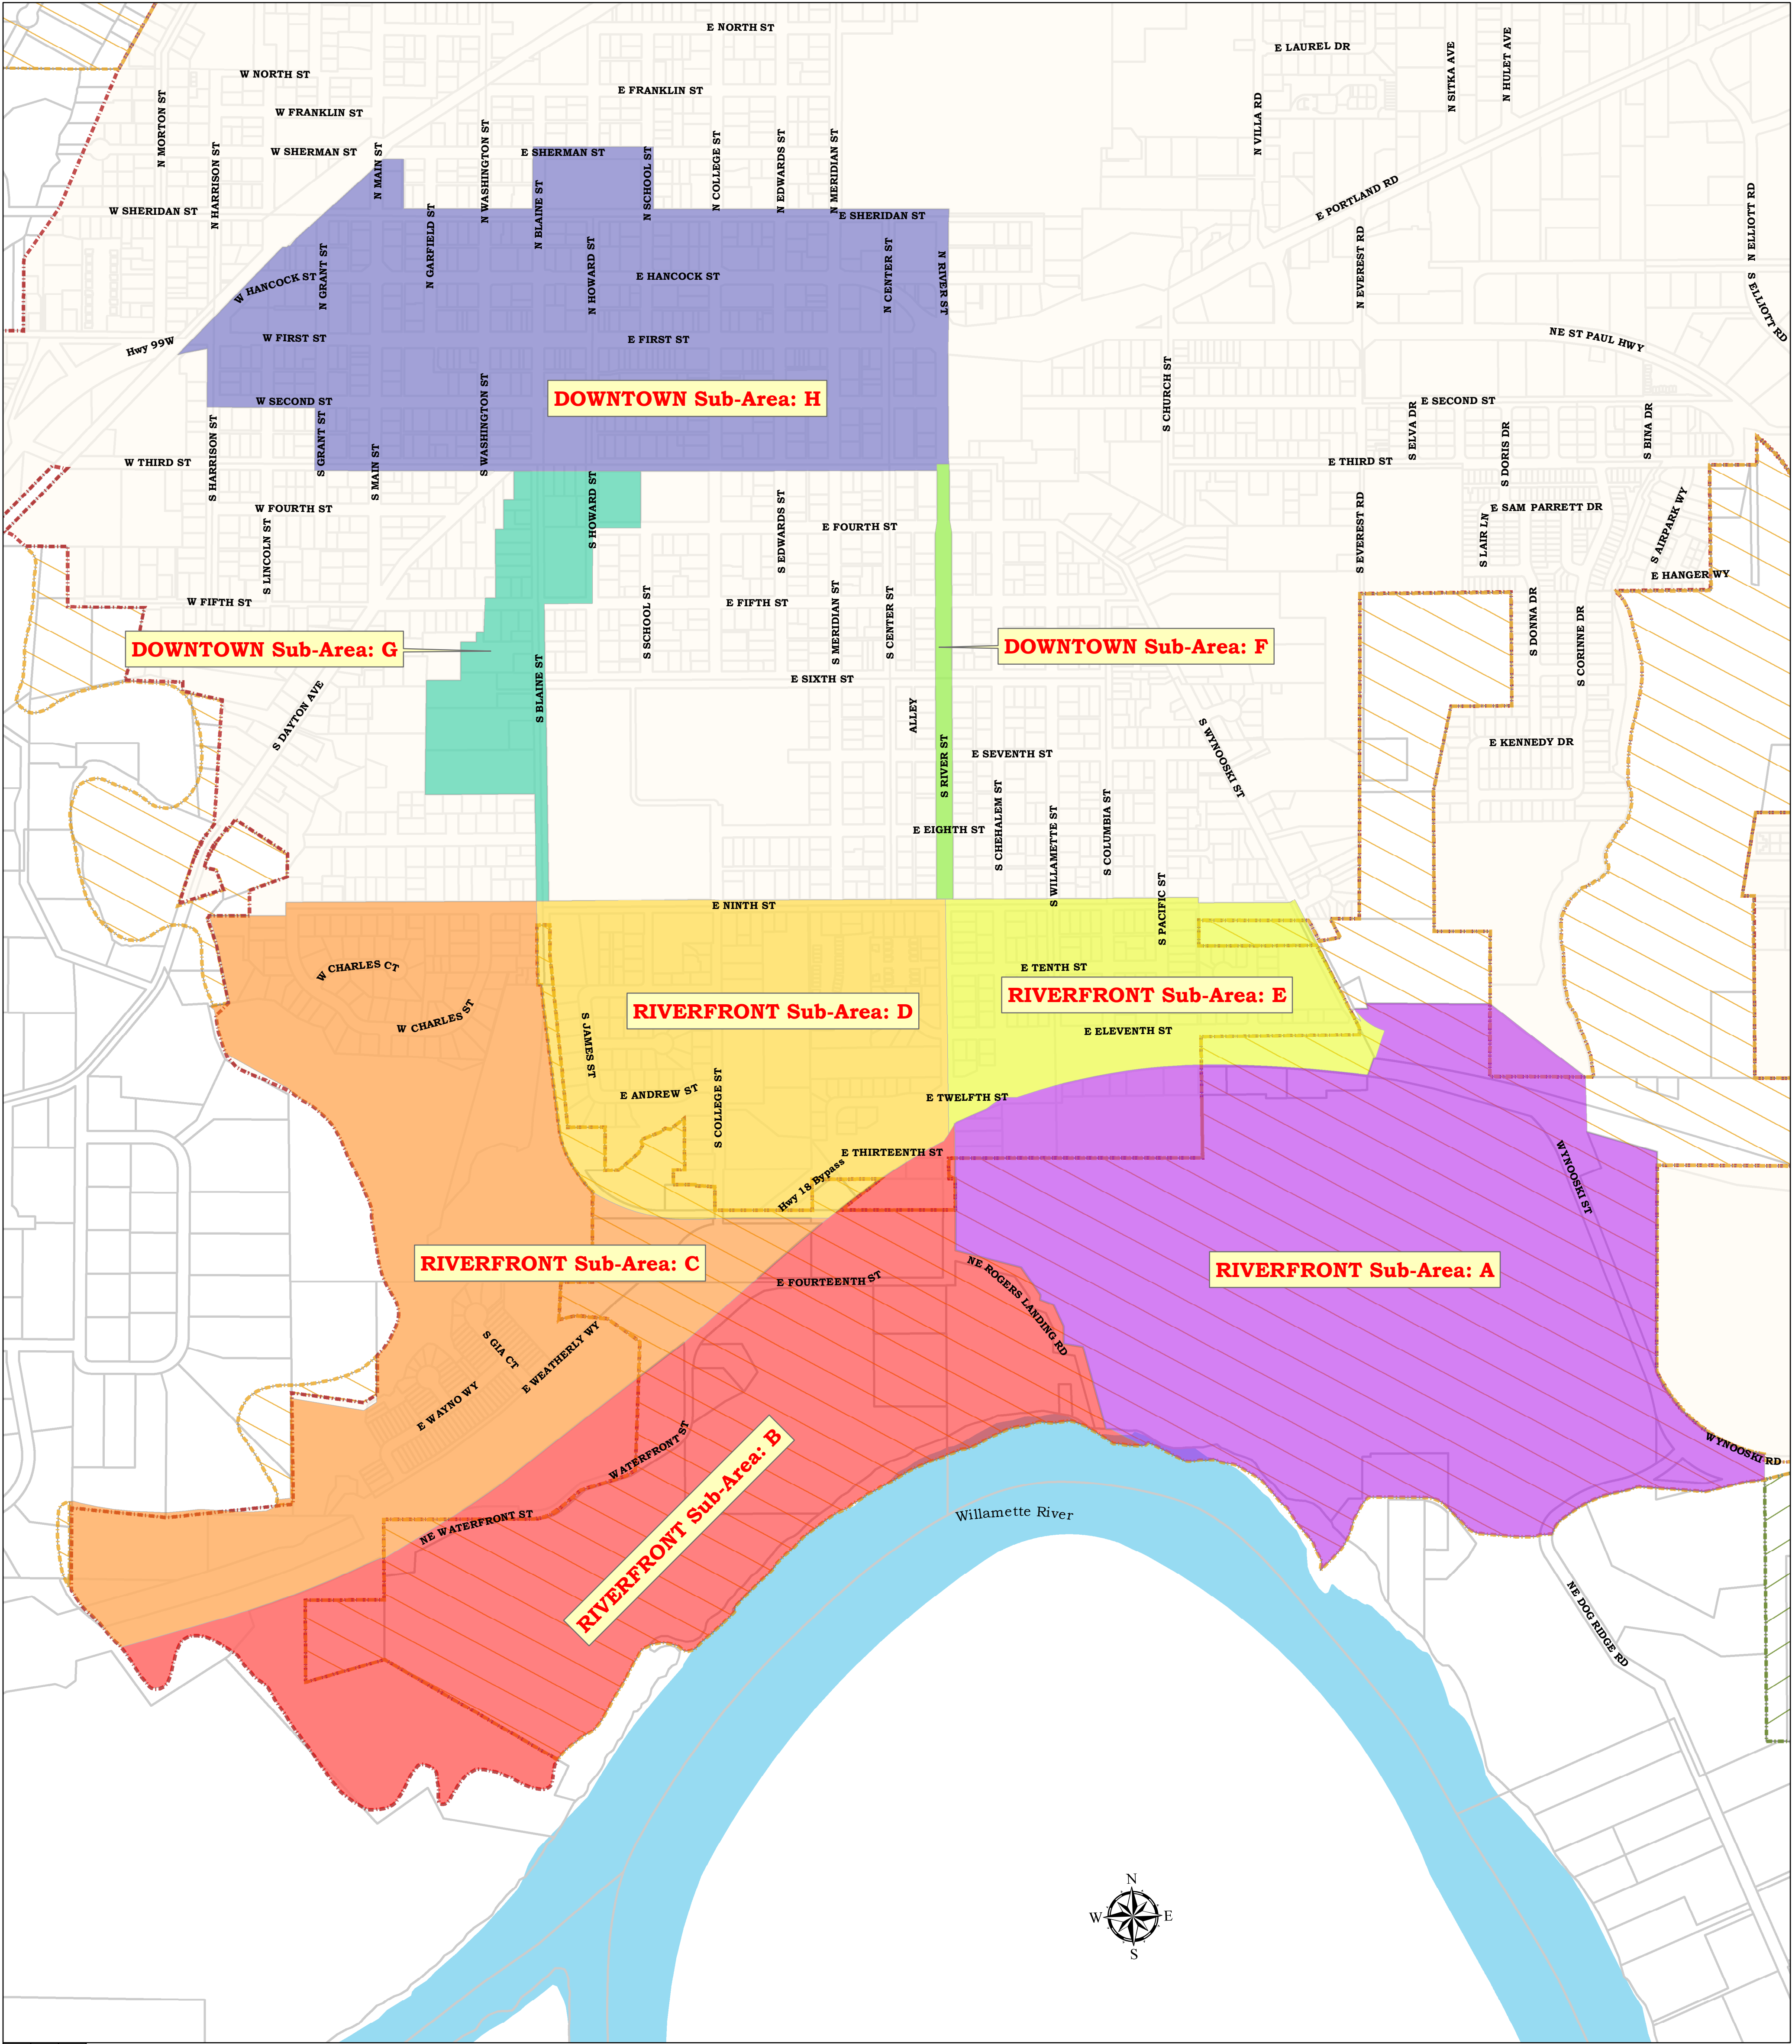 E NORTH ST
E LAUREL DR
N SITKA AVE
N HULET AVE
W NORTH ST
E FRANKLIN ST
N MORTON ST
W FRANKLIN ST
N VILLA RD
W SHERMAN ST
N MAIN ST
N WASHINGTON ST
E SHERMAN ST
N SCHOOL ST
N COLLEGE ST
N EDWARDS ST
N MERIDIAN ST
N HARRISON ST
N BLAINE ST
E PORTLAND RD
N ELLIOTT RD
W SHERIDAN ST
E SHERIDAN ST
N GARFIELD ST
N GRANT ST
N HOWARD ST
N CENTER ST
N RIVER ST
N EVEREST RD
W HANCOCK ST
E HANCOCK ST
S ELLIOTT RD
Hwy 99W
W FIRST ST
E FIRST ST
NE ST PAUL HWY
S CHURCH ST
DOWNTOWN Sub-Area: H
W SECOND ST
E SECOND ST
S WASHINGTON ST
S HARRISON ST
S GRANT ST
S MAIN ST
S ELVA DR
S DORIS DR
S BINA DR
W THIRD ST
E THIRD ST
W FOURTH ST
S HOWARD ST
S EDWARDS ST
E FOURTH ST
S EVEREST RD
E SAM PARRETT DR
S LAIR LN
S AIRPARK WY
S LINCOLN ST
E HANGER WY
W FIFTH ST
E FIFTH ST
S SCHOOL ST
S MERIDIAN ST
S CENTER ST
S DONNA DR
S CORINNE DR
DOWNTOWN Sub-Area: G
DOWNTOWN Sub-Area: F
E SIXTH ST
S BLAINE ST
S DAYTON AVE
ALLEY
S WYNOOSKI ST
E KENNEDY DR
S RIVER ST
E SEVENTH ST
E EIGHTH ST
S CHEHALEM ST
S WILLAMETTE ST
S COLUMBIA ST
S PACIFIC ST
E NINTH ST
W CHARLES CT
E TENTH ST
RIVERFRONT Sub-Area: D
RIVERFRONT Sub-Area: E
W CHARLES ST
S JAMES ST
E ELEVENTH ST
E ANDREW ST
S COLLEGE ST
E TWELFTH ST
E THIRTEENTH ST
Hwy 18 Bypass
WYNOOSKI ST
RIVERFRONT Sub-Area: C
E FOURTEENTH ST
NE ROGERS LANDING RD
RIVERFRONT Sub-Area: A
S GIA CT
E WEATHERLY WY
E WAYNO WY
WATERFRONT ST
RIVERFRONT Sub-Area: B
WYNOOSKI RD
NE WATERFRONT ST
Willamette River
NE DOG RIDGE RD
N
W
E
S